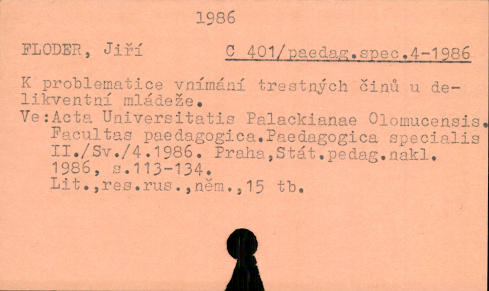 1986
FLODER, Jiří C 401/paedag.spec.4-1986
K problematice vnímání trestných činů u de-
likventní mládeže.
Ve:Acta Universitatis Palackianae Olomucensis.
Facultas paedagogica.Paedagogica specialis
II./Sv./4.1986. Praha,Stát.pedag.nakl.
1986, s.113-134.
Lit.,res.rus.,něm.,15 tb.